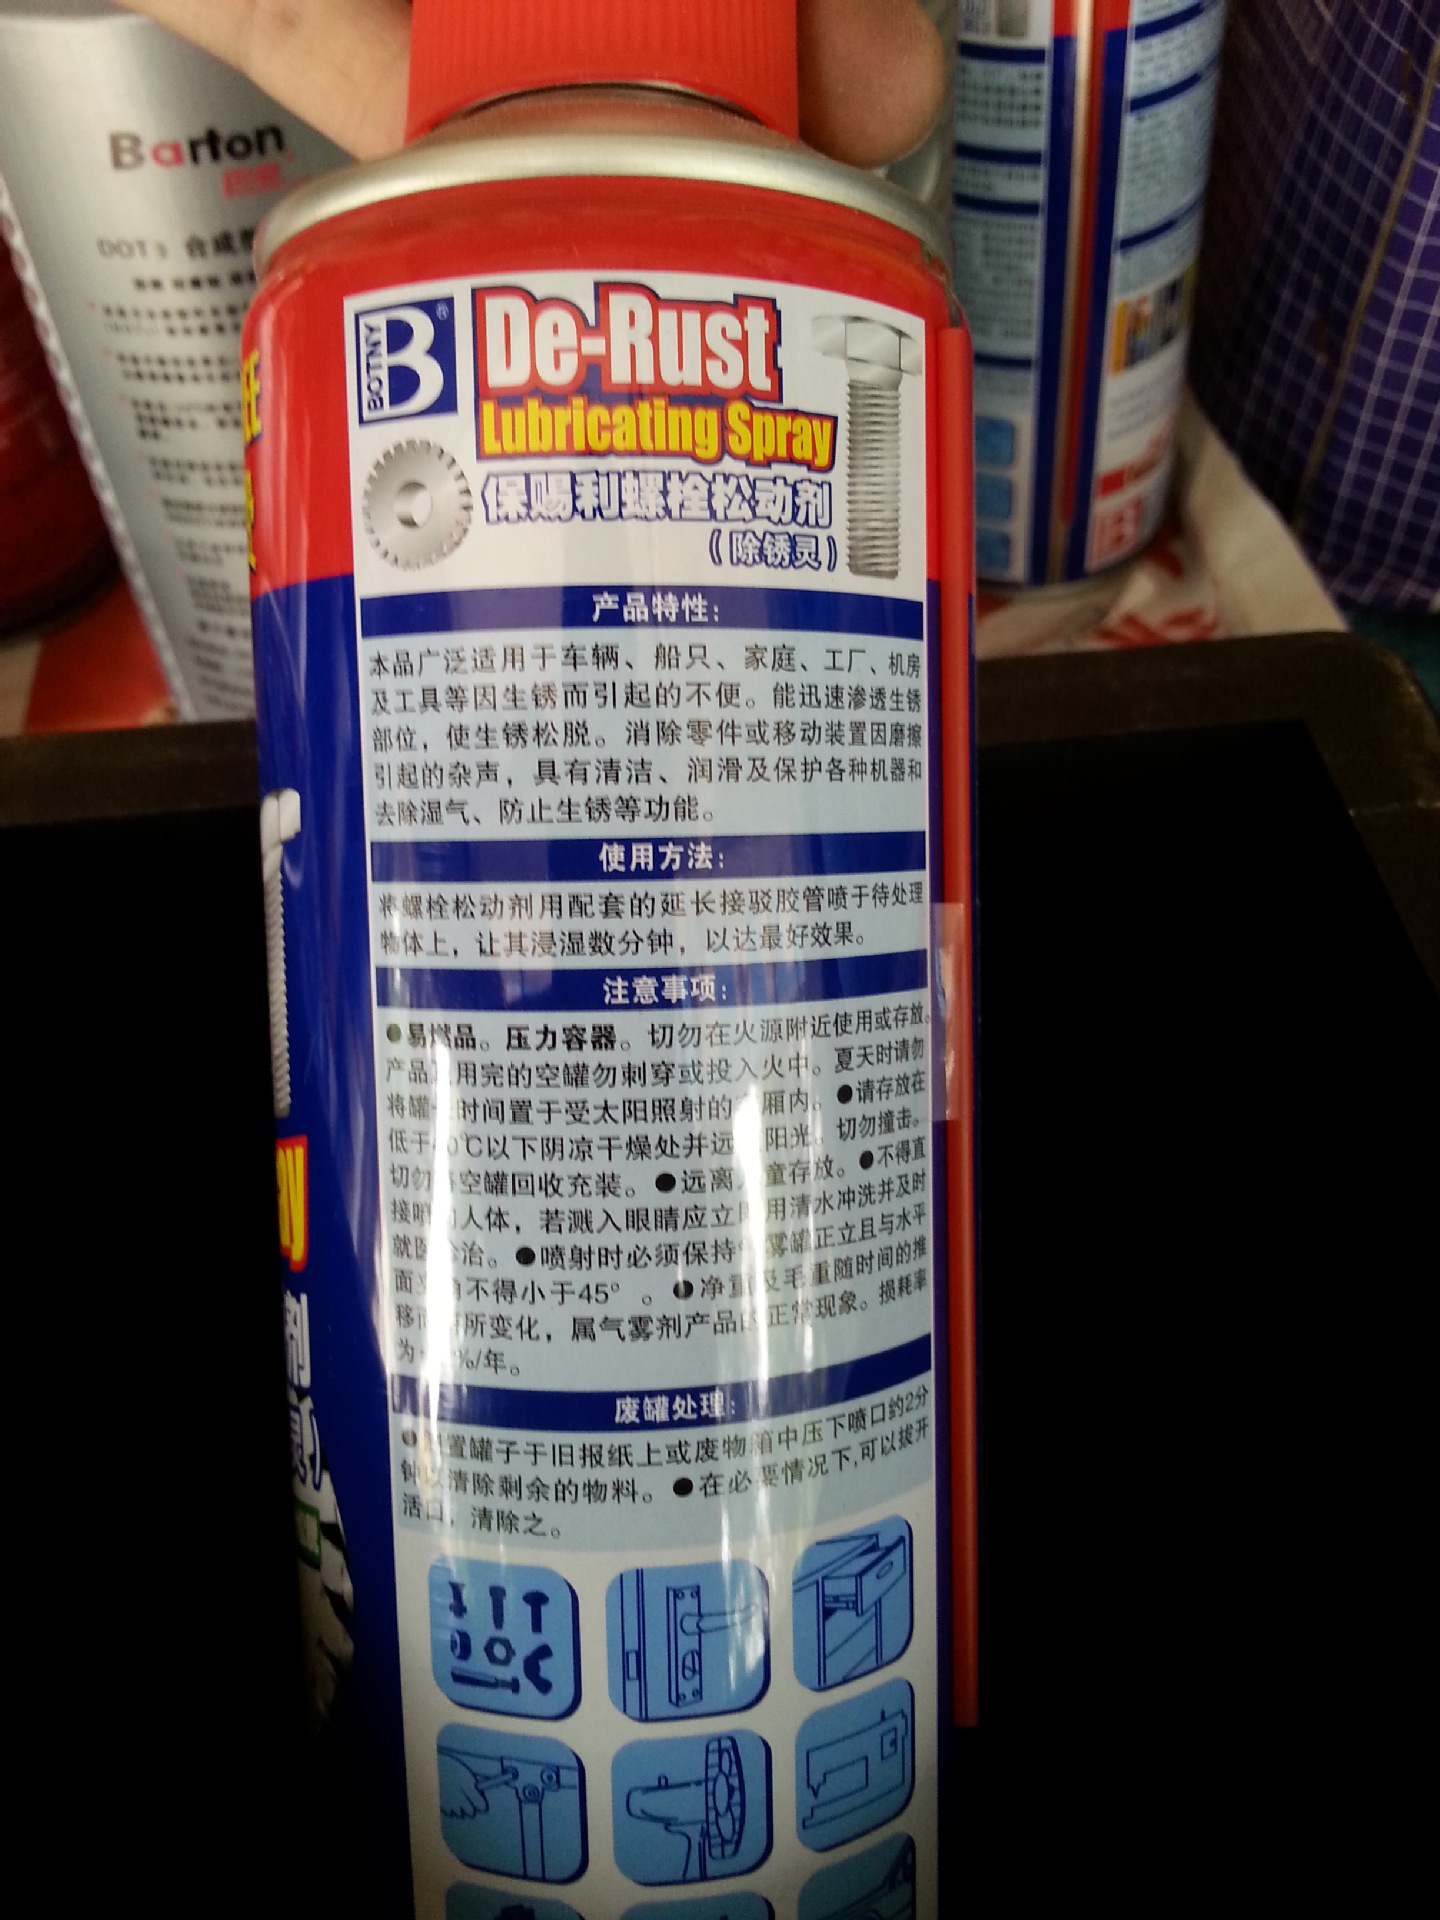 Barton
DOT 3 合成
BOTNY
B®
De-Rust
Lubricating Spray
保赐利螺栓松动剂
(除锈灵)
产品特性:
本品广泛适用于车辆、船只、家庭、工厂、机房
及工具等因生锈而引起的不便。能迅速渗透生锈
部位，使生锈松脱。消除零件或移动装置因磨擦
引起的杂声，具有清洁、润滑及保护各种机器和
去除湿气、防止生锈等功能。
使用方法:
将螺栓松动剂用配套的延长接驳胶管喷于待处理
物体上，让其浸湿数分钟，以达最好效果。
注意事项:
●易燃品。压力容器。切勿在火源附近使用或存放。
产品 用完的空罐勿刺穿或投入火中。夏天时请勿
将罐 时间置于受太阳照射的 厢内。●请存放在
低于 0℃以下阴凉干燥处并远 阳光。切勿撞击。
切勿 空罐回收充装。●远离 童存放。●不得直
接喷 人体，若溅入眼睛应立 用清水冲洗并及时
就医 治。●喷射时必须保持 雾罐正立且与水平
面 角不得小于45°。●净重及毛重随时间的推
移 所变化，属气雾剂产品的正常现象。损耗率
为 %/年。
废罐处理:
● 置罐子于旧报纸上或废物箱中压下喷口约2分
钟以清除剩余的物料。●在必要情况下,可以拔开
活口，清除之。
剂